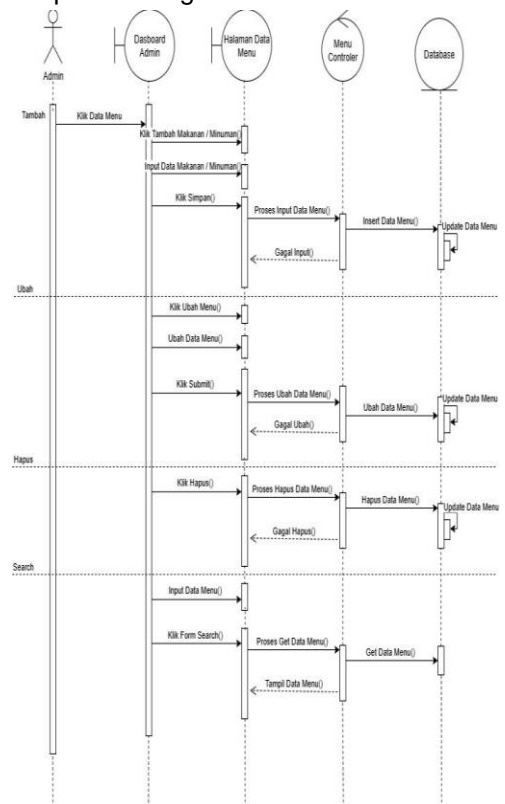 Dasboard
Admin
Halaman Data
Menu
Menu
Controler
Database
Admin
Tambah
Klik Data Menu
Klik Tambah Makanan / Minuman()
Input Data Makanan / Minuman()
Klik Simpan()
Proses Input Data Menu()
Insert Data Menu()
Update Data Menu
Gagal Input()
Ubah
Klik Ubah Menu()
Ubah Data Menu()
Klik Submit()
Proses Ubah Data Menu()
Ubah Data Menu()
Update Data Menu
Gagal Ubah()
Hapus
Klik Hapus()
Proses Hapus Data Menu()
Hapus Data Menu()
Update Data Menu
Gagal Hapus()
Search
Input Data Menu()
Klik Form Search()
Proses Get Data Menu()
Get Data Menu()
Tampil Data Menu()